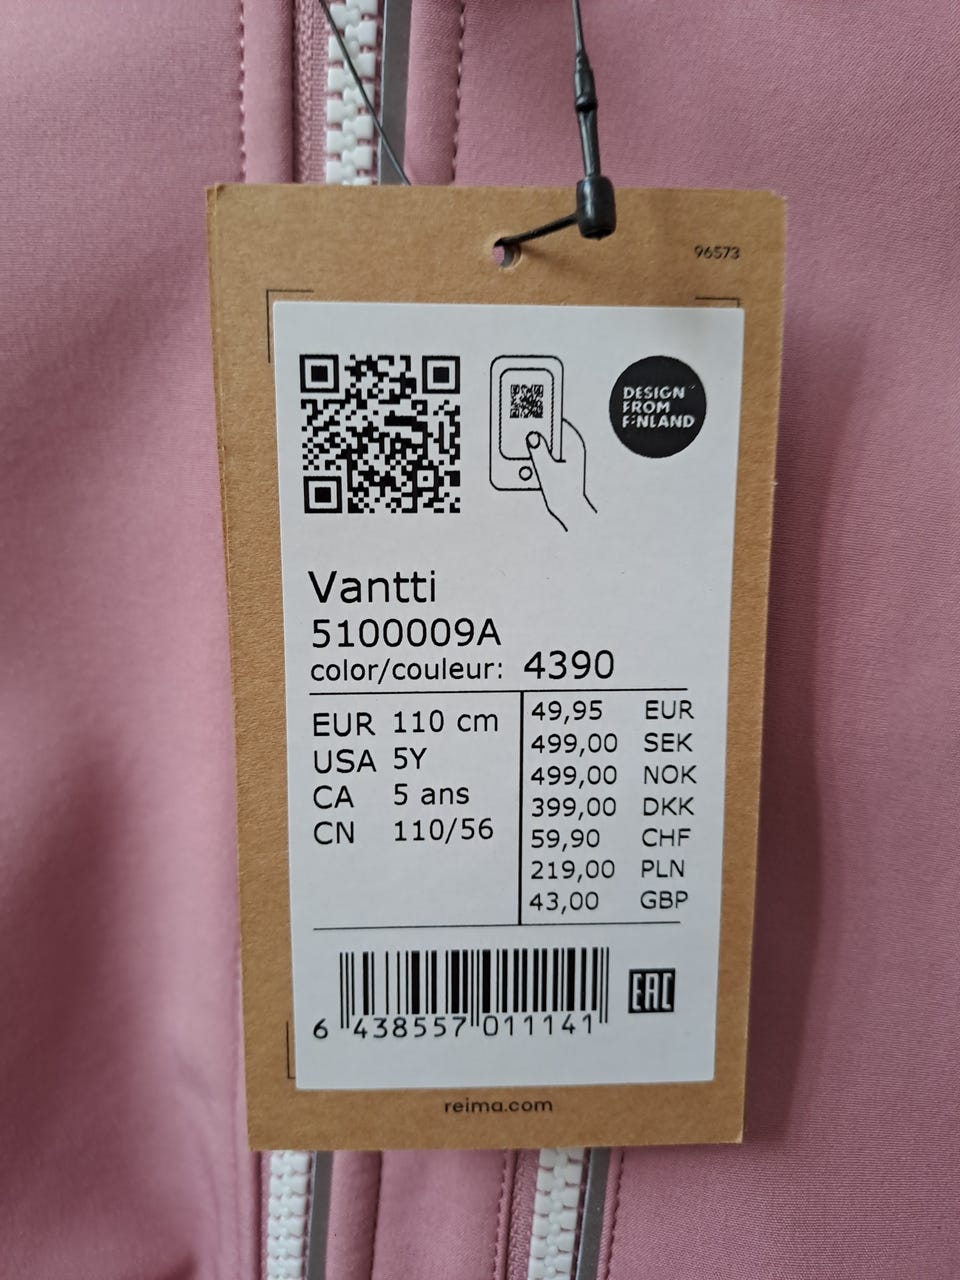 96573
DESIGN
FROM
FINLAND
Vantti
5100009A
color/couleur: 4390
EUR 110 cm
USA 5Y
CA 5 ans
CN 110/56
49,95 EUR
499,00 SEK
499,00 NOK
399,00 DKK
59,90 CHF
219,00 PLN
43,00 GBP
6 438557 011141
EAC
reima.com